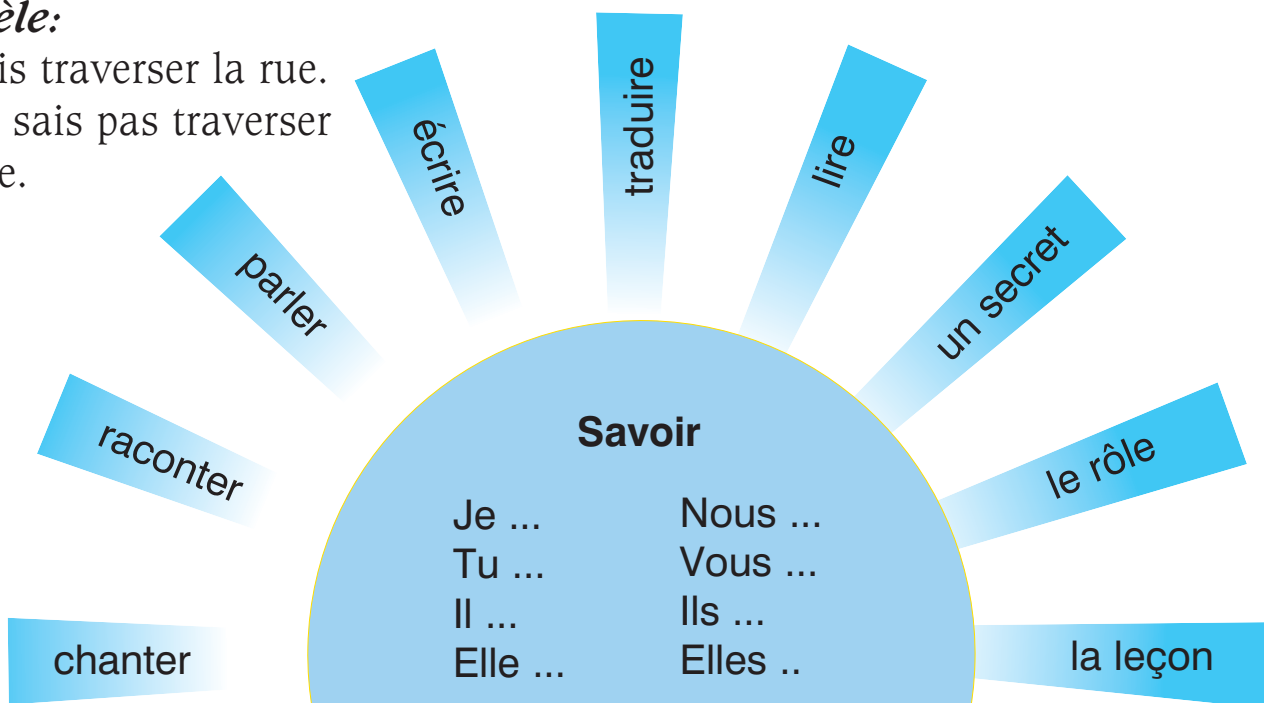 èle:
is traverser la rue.
sais pas traverser
e.
écrire
traduire
lire
parler
un secret
raconter
le rôle
chanter
la leçon
Savoir
Je ...
Tu ...
Il ...
Elle ...
Nous ...
Vous ...
Ils ...
Elles ..